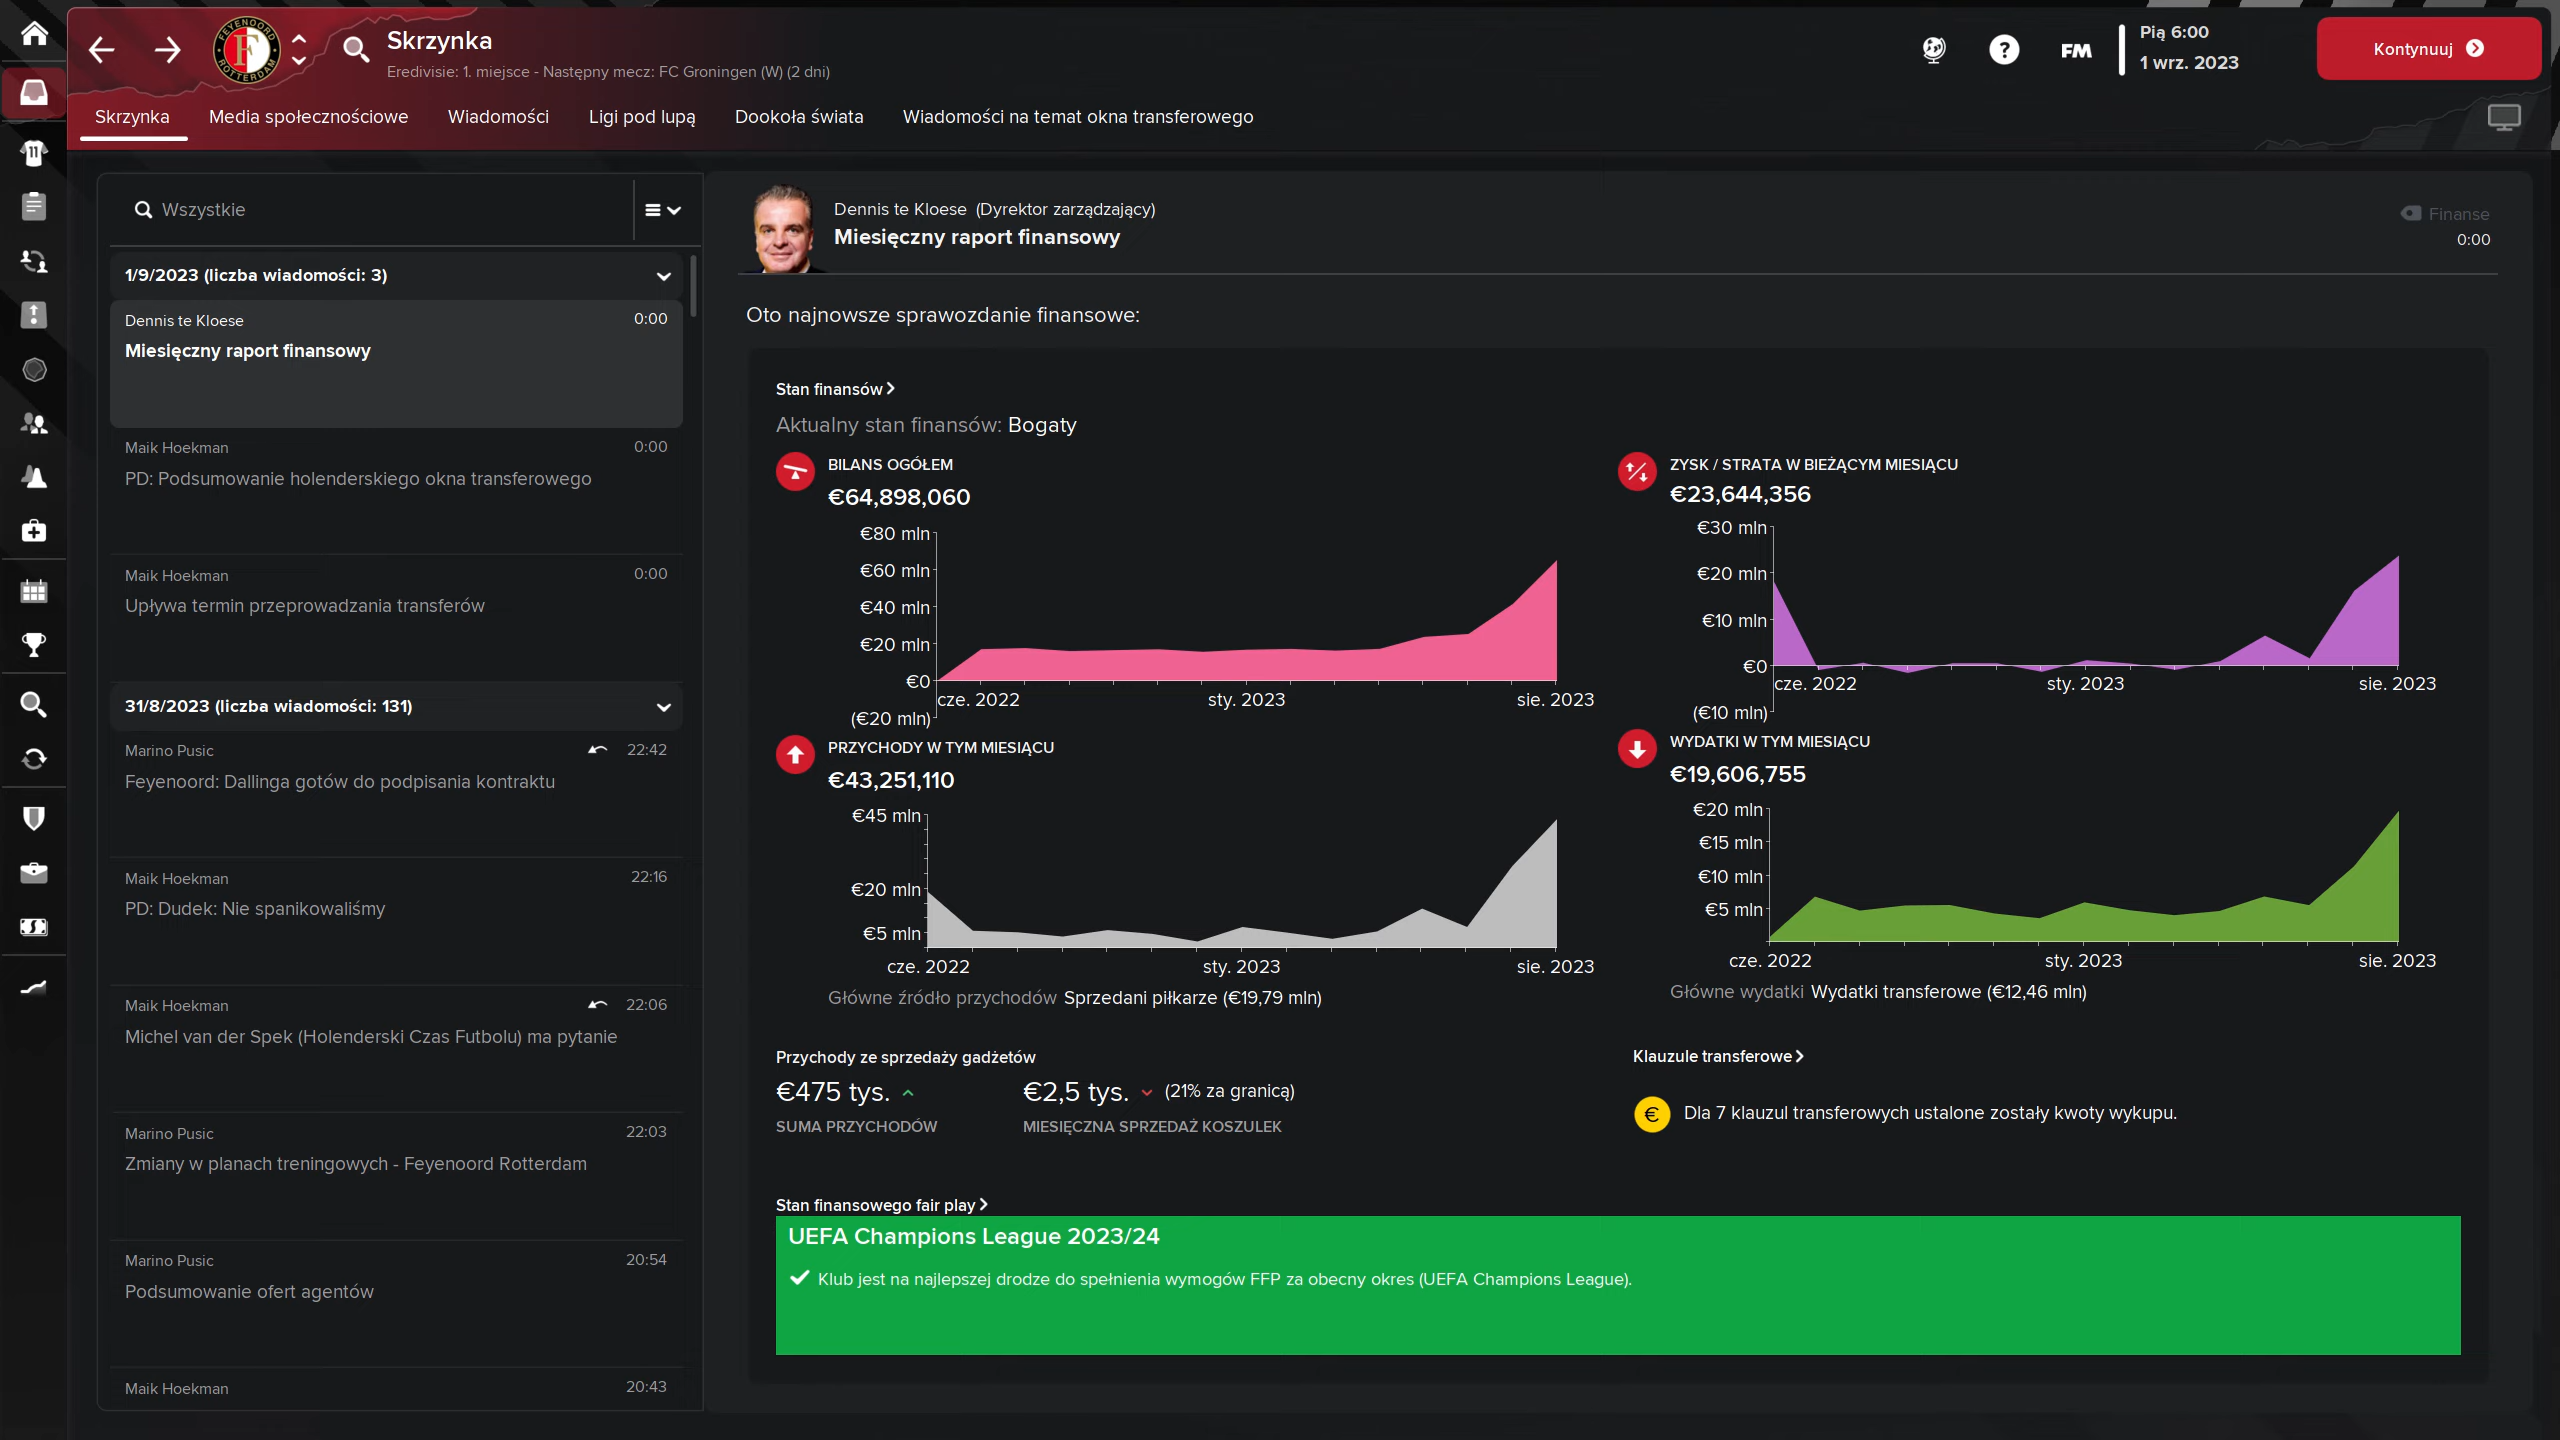 Skrzynka
Eredivisie: 1. miejsce - Następny mecz: FC Groningen (W) (2 dni)
FM
Pią 6:00
1 wrz. 2023
Kontynuuj
Skrzynka
Media społecznościowe
Wiadomości
Ligi pod lupą
Dookoła świata
Wiadomości na temat okna transferowego
Wszystkie
1/9/2023 (liczba wiadomości: 3)
Dennis te Kloese 0:00
Miesięczny raport finansowy
Maik Hoekman 0:00
PD: Podsumowanie holenderskiego okna transferowego
Maik Hoekman 0:00
Upływa termin przeprowadzania transferów
31/8/2023 (liczba wiadomości: 131)
Marino Pusic 22:42
Feyenoord: Dallinga gotów do podpisania kontraktu
Maik Hoekman 22:16
PD: Dudek: Nie spanikowaliśmy
Maik Hoekman 22:06
Michel van der Spek (Holenderski Czas Futbolu) ma pytanie
Marino Pusic 22:03
Zmiany w planach treningowych - Feyenoord Rotterdam
Marino Pusic 20:54
Podsumowanie ofert agentów
Maik Hoekman 20:43
Dennis te Kloese (Dyrektor zarządzający)
Miesięczny raport finansowy
Finanse
0:00
Oto najnowsze sprawozdanie finansowe:
Stan finansów
Aktualny stan finansów: Bogaty
BILANS OGÓŁEM
€64,898,060
€80 mln
€60 mln
€40 mln
€20 mln
€0
(€20 mln)
cze. 2022 sty. 2023 sie. 2023
ZYSK / STRATA W BIEŻĄCYM MIESIĄCU
€23,644,356
€30 mln
€20 mln
€10 mln
€0
(€10 mln)
cze. 2022 sty. 2023 sie. 2023
PRZYCHODY W TYM MIESIĄCU
€43,251,110
€45 mln
€20 mln
€5 mln
cze. 2022 sty. 2023 sie. 2023
Główne źródło przychodów Sprzedani piłkarze (€19,79 mln)
WYDATKI W TYM MIESIĄCU
€19,606,755
€20 mln
€15 mln
€10 mln
€5 mln
cze. 2022 sty. 2023 sie. 2023
Główne wydatki Wydatki transferowe (€12,46 mln)
Przychody ze sprzedaży gadżetów
€475 tys. €2,5 tys. (21% za granicą)
SUMA PRZYCHODÓW MIESIĘCZNA SPRZEDAŻ KOSZULEK
Klauzule transferowe
Dla 7 klauzul transferowych ustalone zostały kwoty wykupu.
Stan finansowego fair play
UEFA Champions League 2023/24
Klub jest na najlepszej drodze do spełnienia wymogów FFP za obecny okres (UEFA Champions League).
FEYENOORD
ROTTERDAM
11